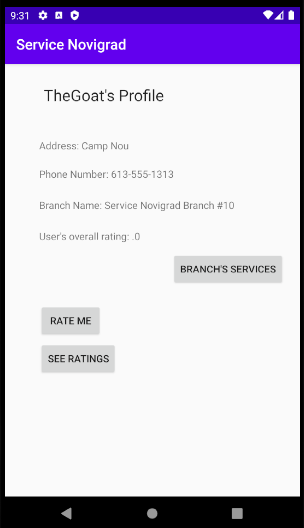 9:31
Service Novigrad
TheGoat's Profile
Address: Camp Nou
Phone Number: 613-555-1313
Branch Name: Service Novigrad Branch #10
User's overall rating: .0
BRANCH'S SERVICES
RATE ME
SEE RATINGS